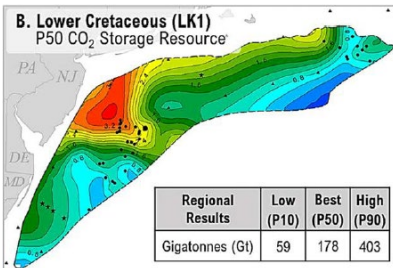 B. Lower Cretaceous (LK1)
P50 CO₂ Storage Resource
PA
NJ
DE
MD
Regional Results Low (P10) Best (P50) High (P90)
Gigatonnes (Gt) 59 178 403